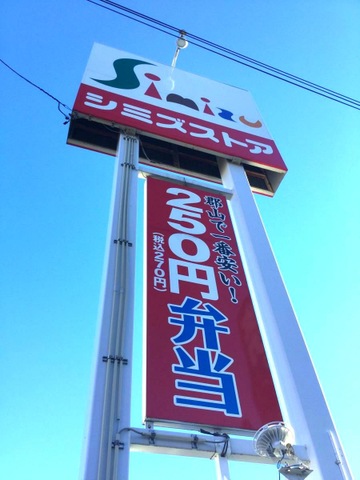 Simizu
シミズストア
郡山で一番安い!
250円弁当
(税込270円)